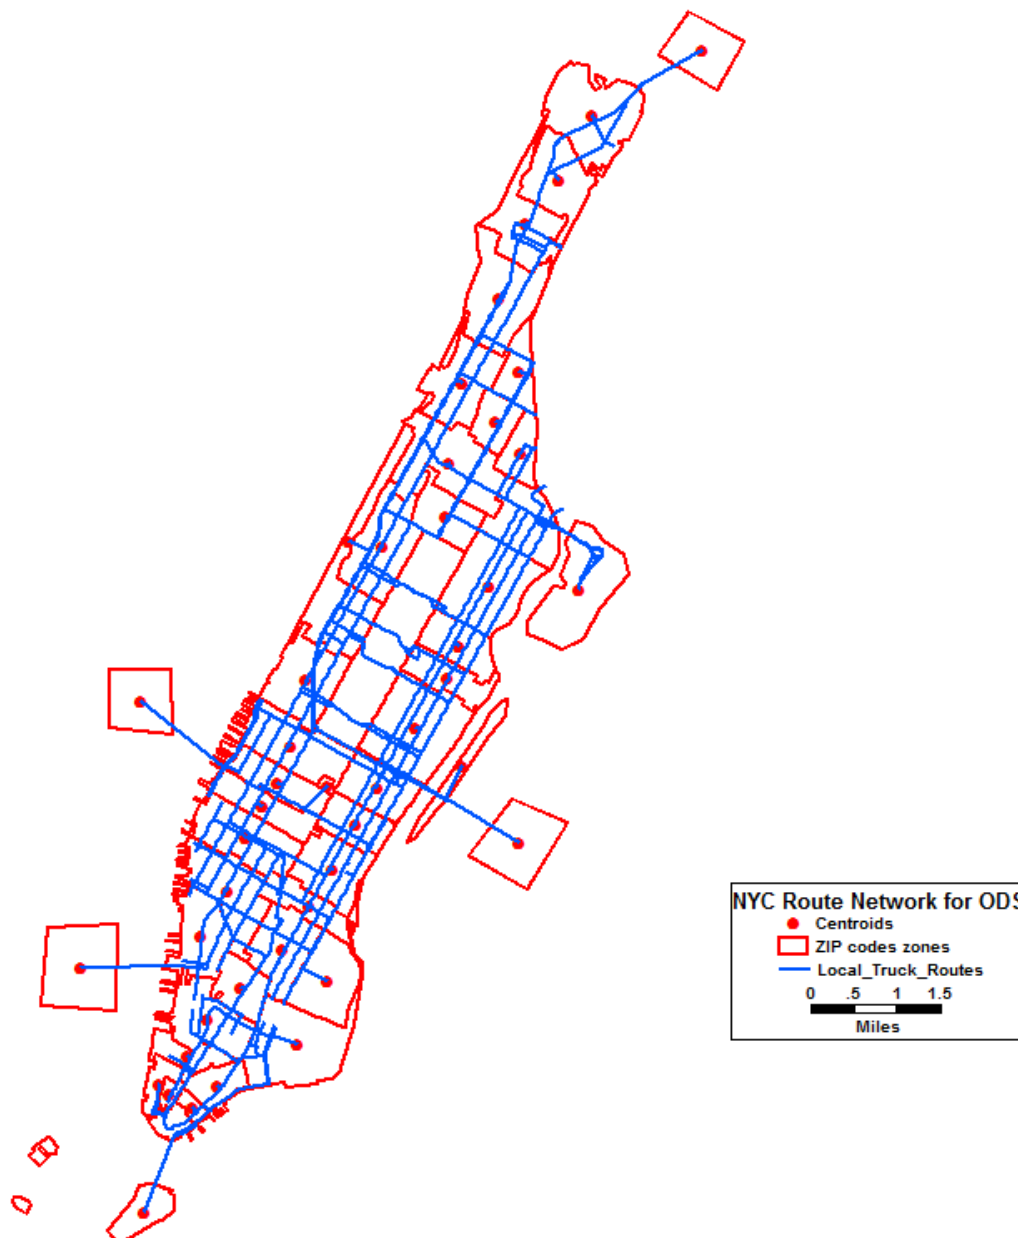 NYC Route Network for ODS
Centroids
ZIP codes zones
Local_Truck_Routes
0 .5 1 1.5
Miles